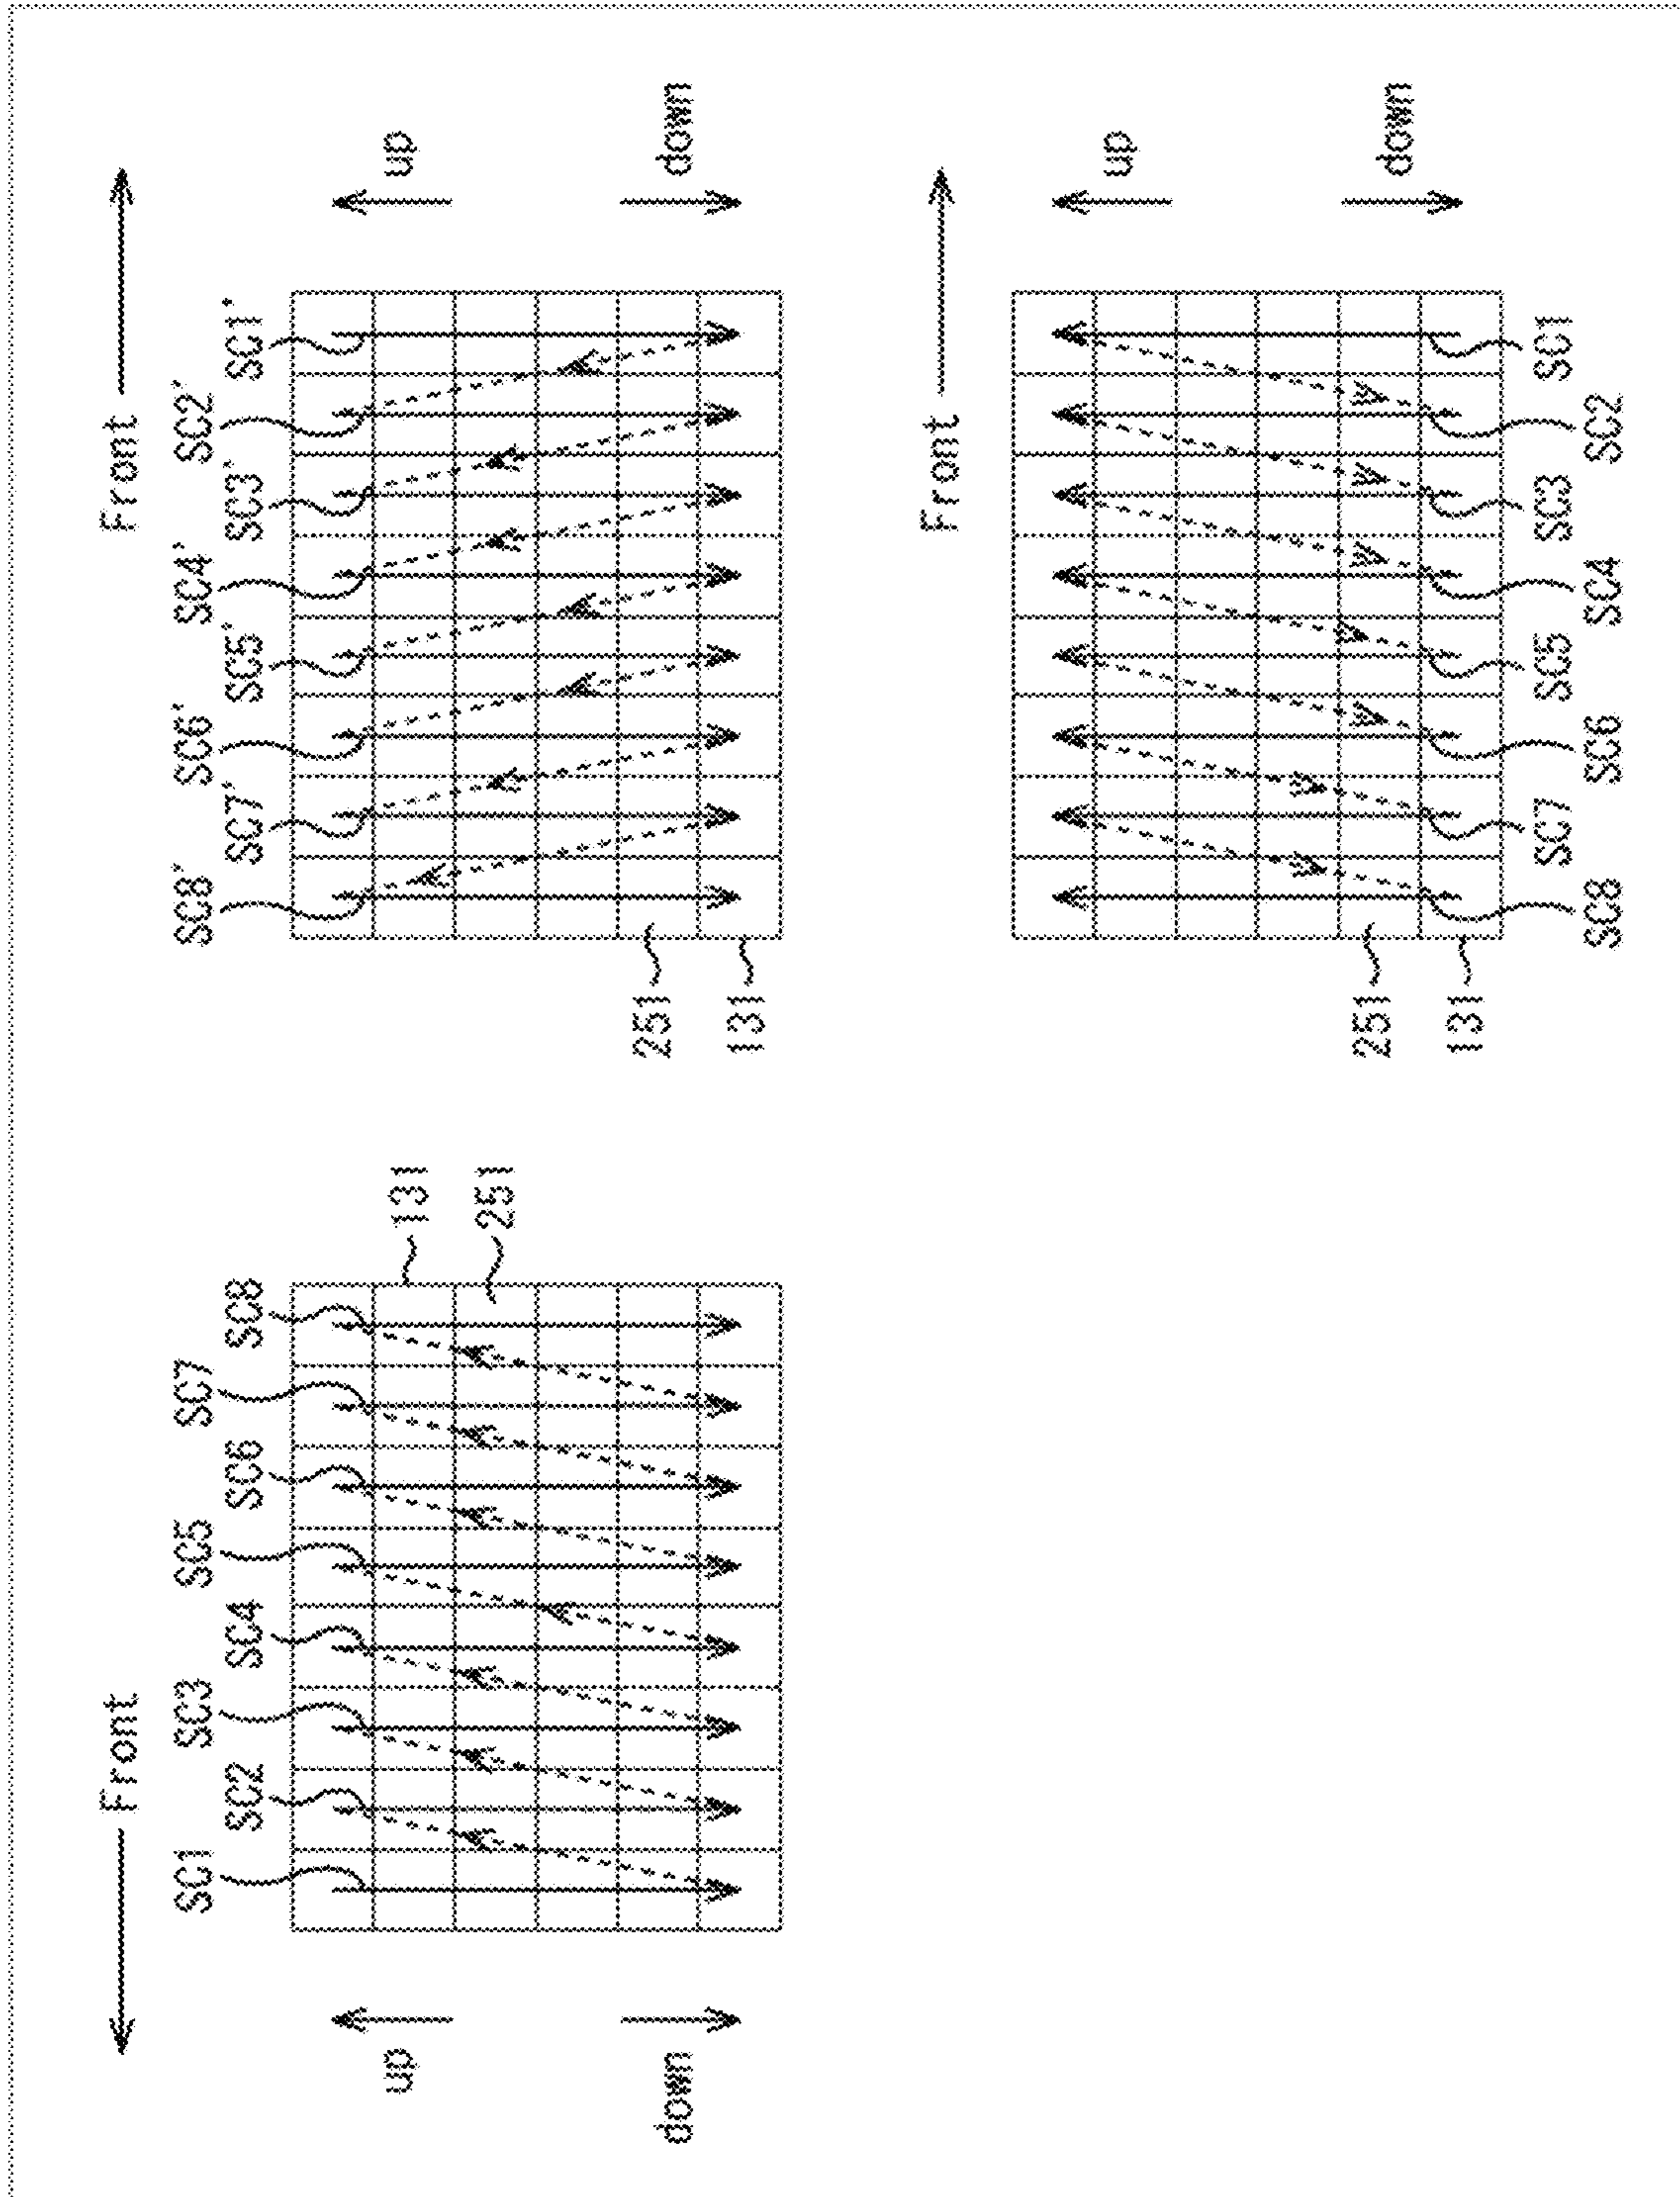 Front
SC1 SC3 SC5 SC7
SC2 SC4 SC6 SC8
up
131
251
down
Front
SC8' SC6' SC4' SC2'
SC7' SC5' SC3' SC1'
up
251
down
131
Front
up
251
down
131
SC7 SC5 SC3 SC1
SC8 SC6 SC4 SC2